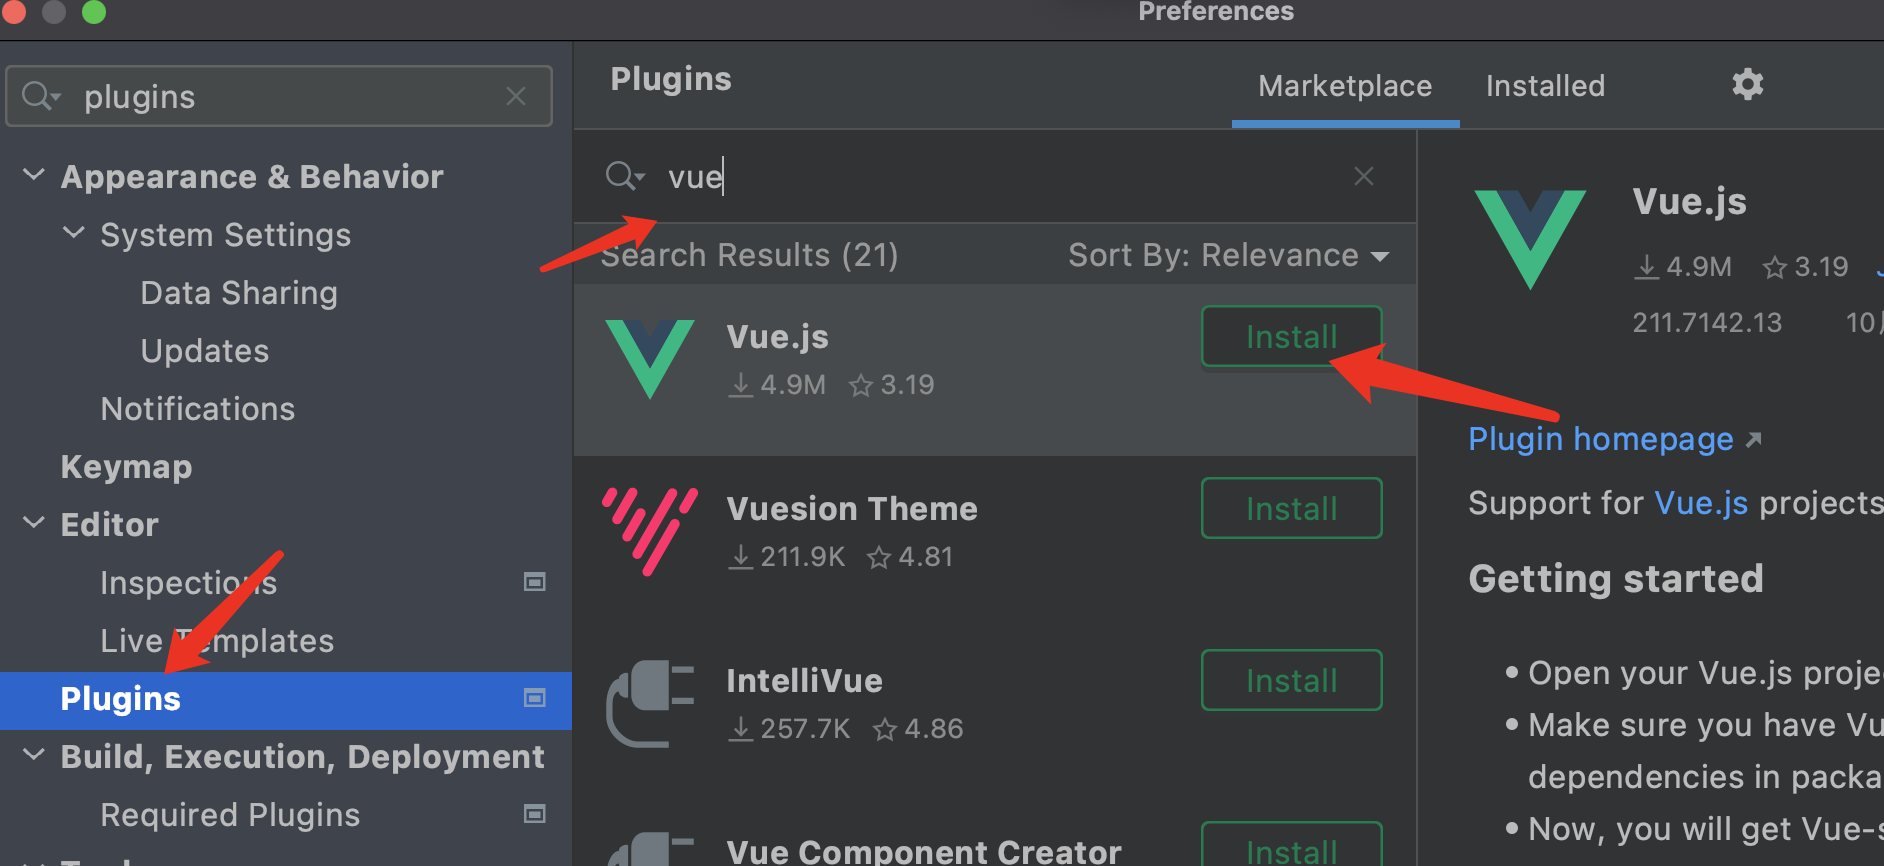 Preferences
plugins
Appearance & Behavior
System Settings
Data Sharing
Updates
Notifications
Keymap
Editor
Inspections
Live Templates
Plugins
Build, Execution, Deployment
Required Plugins
Plugins
Marketplace
Installed
vue
Search Results (21)
Sort By: Relevance
Vue.js
4.9M 3.19
Install
Vuesion Theme
211.9K 4.81
Install
IntelliVue
257.7K 4.86
Install
Vue Component Creator
Install
Vue.js
4.9M 3.19
211.7142.13 10
Plugin homepage
Support for Vue.js projects
Getting started
• Open your Vue.js proje
• Make sure you have Vu
dependencies in packa
• Now, you will get Vue-s